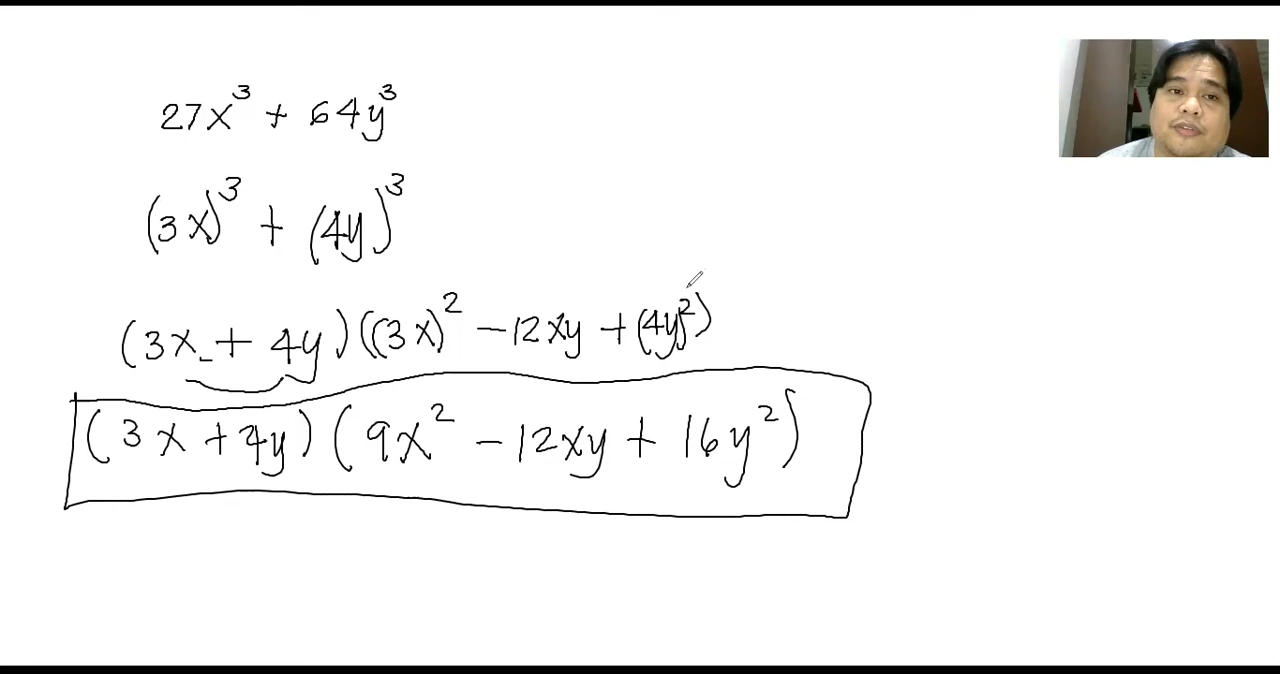 27x³ + 64y³
(3x)³ + (4y)³
(3x + 4y)((3x)² - 12xy + (4y)²)
(3x + 4y)(9x² - 12xy + 16y²)